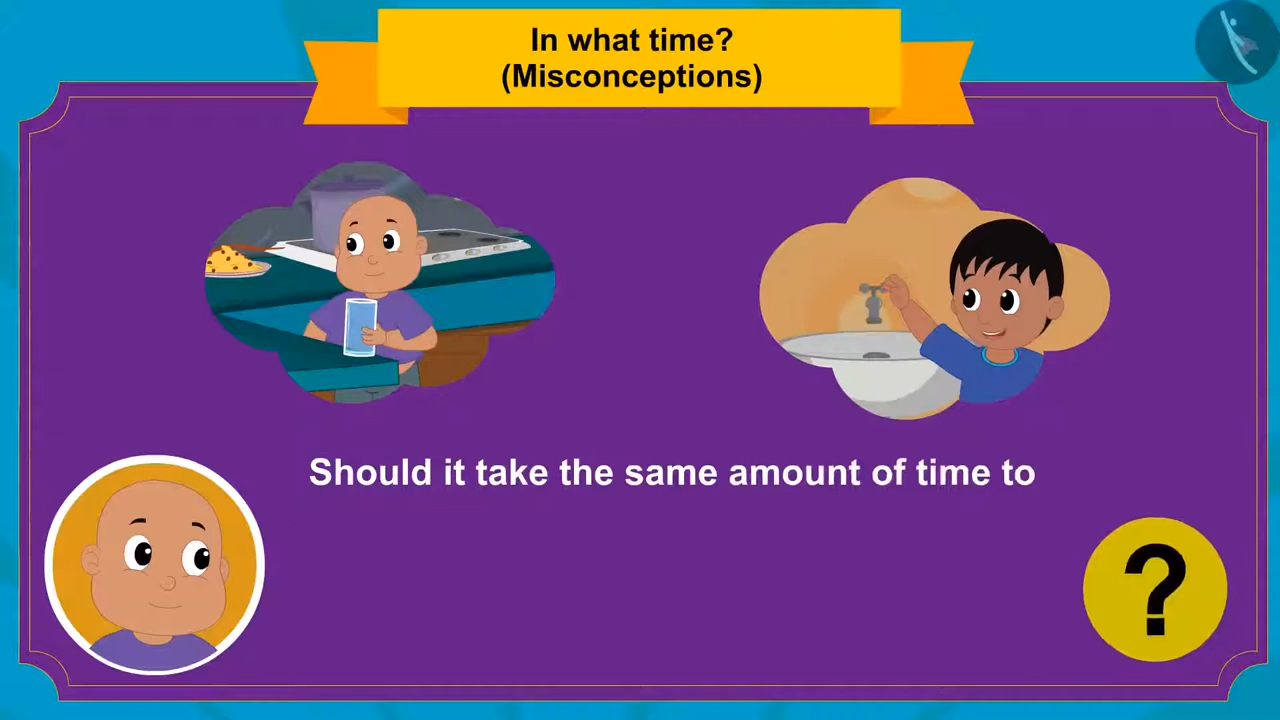 In what time?
(Misconceptions)
Should it take the same amount of time to
?